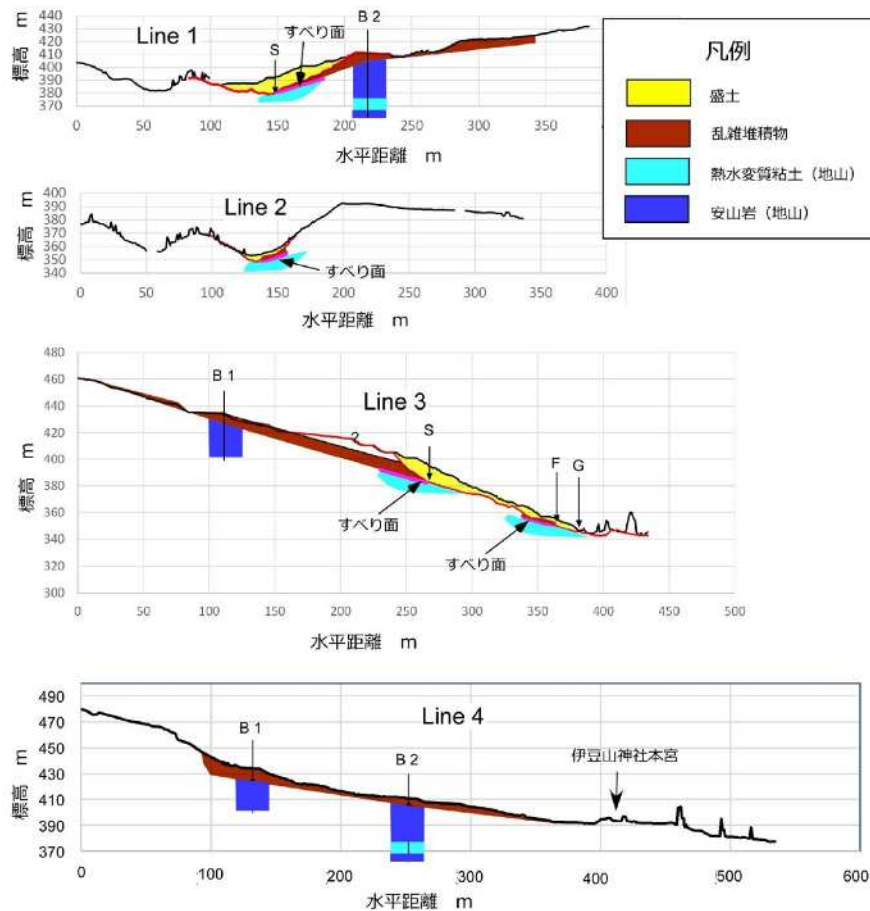 Line 1
すべり面
S
B 2
標高 m
440
430
420
410
400
390
380
370
0 50 100 150 200 250 300 350
水平距離 m
凡例
盛土
乱雑堆積物
熱水変質粘土（地山）
安山岩（地山）
Line 2
標高 m
400
390
380
370
360
350
340
すべり面
0 50 100 150 200 250 300 350 400
水平距離 m
Line 3
B 1
?
S
F G
標高 m
480
460
440
420
400
380
360
340
320
300
すべり面
すべり面
0 50 100 150 200 250 300 350 400 450 500
水平距離 m
Line 4
B 1
B 2
伊豆山神社本宮
標高 m
490
470
450
430
410
390
370
0 100 200 300 400 500 600
水平距離 m